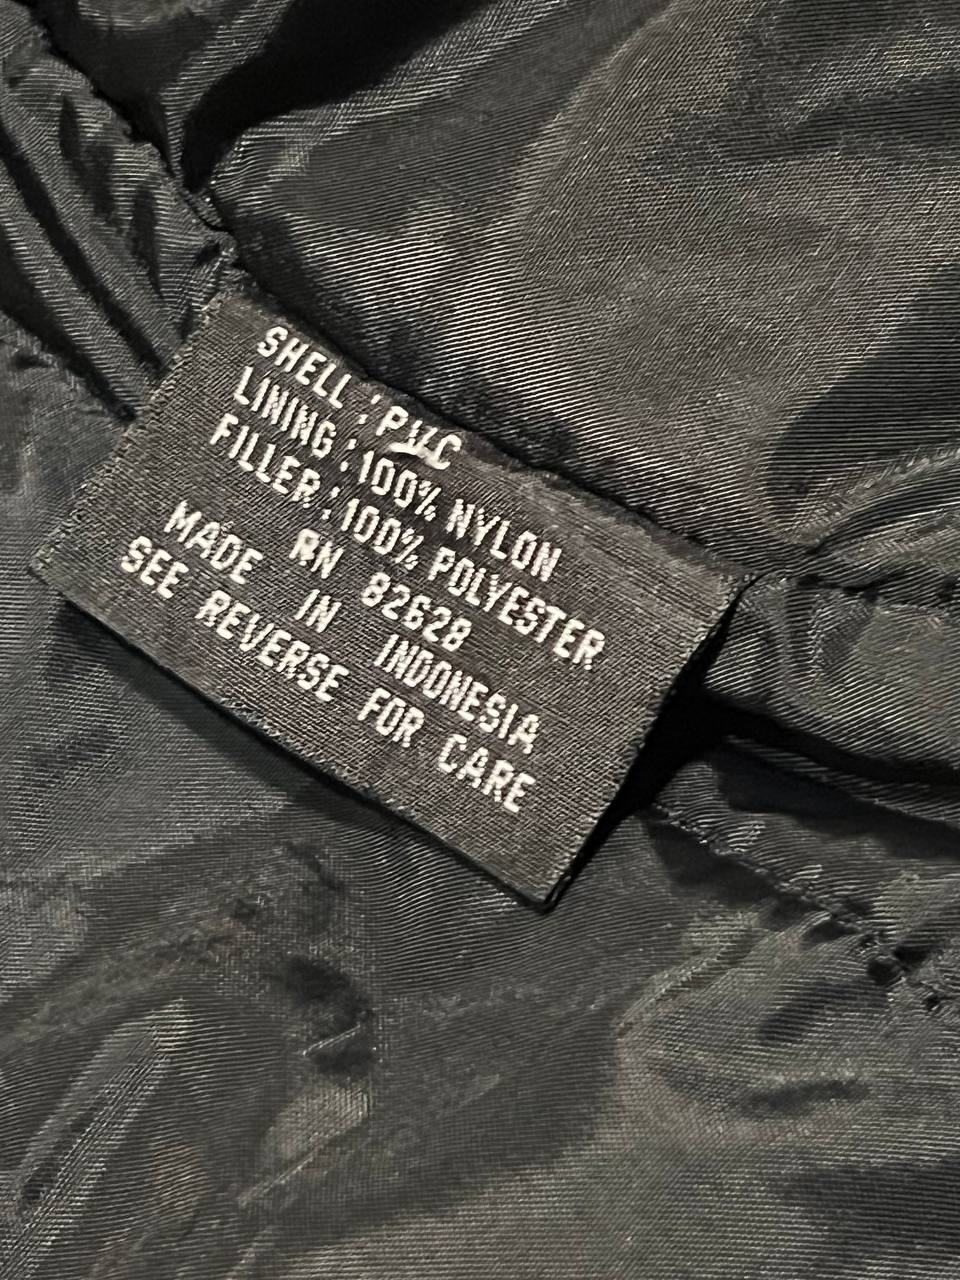 SHELL : PVC
LINING : 100% NYLON
FILLER : 100% POLYESTER
RN 82628
MADE IN INDONESIA
SEE REVERSE FOR CARE